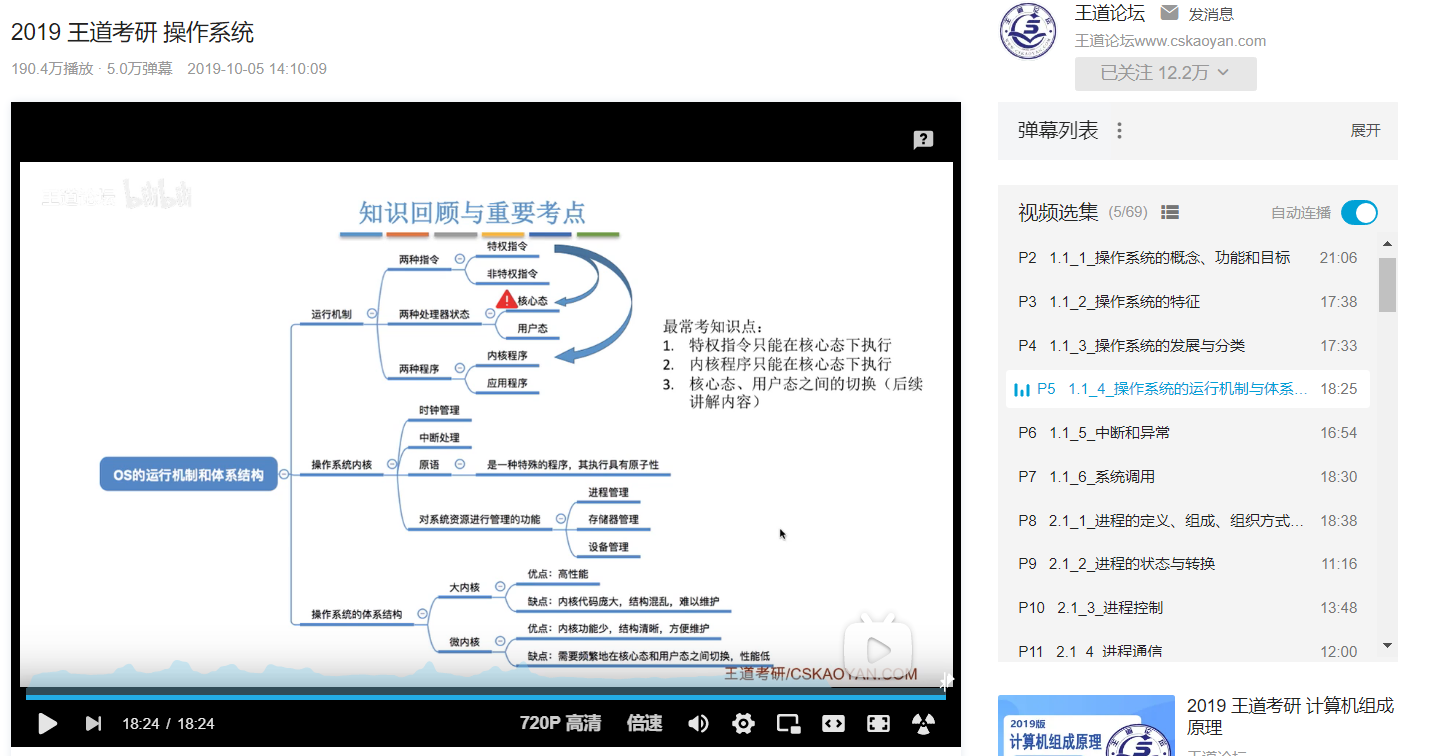 2019 王道考研 操作系统
190.4万播放 · 5.0万弹幕 2019-10-05 14:10:09
王道论坛 bilibili
知识回顾与重要考点
特权指令
两种指令
非特权指令
核心态
运行机制
两种处理器状态
用户态
内核程序
两种程序
应用程序
最常考知识点：
1. 特权指令只能在核心态下执行
2. 内核程序只能在核心态下执行
3. 核心态、用户态之间的切换（后续
讲解内容）
时钟管理
中断处理
操作系统内核
原语
是一种特殊的程序，其执行具有原子性
OS的运行机制和体系结构
进程管理
对系统资源进行管理的功能
存储器管理
设备管理
优点：高性能
大内核
缺点：内核代码庞大，结构混乱，难以维护
操作系统的体系结构
优点：内核功能少，结构清晰，方便维护
微内核
缺点：需要频繁地在核心态和用户态之间切换，性能低
王道考研/CSKAOYAN.COM
18:24 / 18:24
720P 高清
倍速
王道论坛 发消息
王道论坛www.cskaoyan.com
已关注 12.2万
弹幕列表
展开
视频选集 (5/69)
自动连播
P2 1.1_1_操作系统的概念、功能和目标 21:06
P3 1.1_2_操作系统的特征 17:38
P4 1.1_3_操作系统的发展与分类 17:33
P5 1.1_4_操作系统的运行机制与体系... 18:25
P6 1.1_5_中断和异常 16:54
P7 1.1_6_系统调用 18:30
P8 2.1_1_进程的定义、组成、组织方式... 18:38
P9 2.1_2_进程的状态与转换 11:16
P10 2.1_3_进程控制 13:48
P11 2.1_4_进程通信 12:00
2019版
计算机组成原理
2019 王道考研 计算机组成
原理
王道论坛